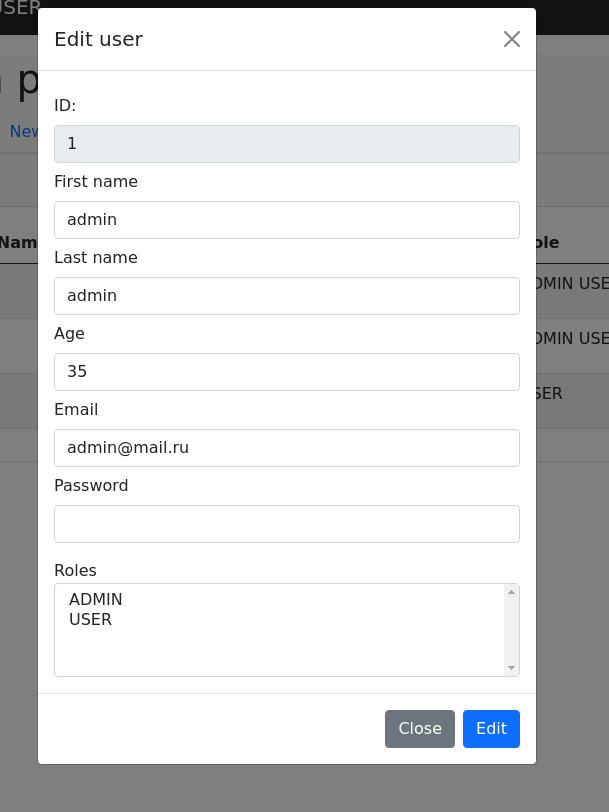 USER
Edit user
p
ID:
New
1
First name
admin
Nam
ole
Last name
DMIN USE
admin
Age
DMIN USE
35
SER
Email
admin@mail.ru
Password
Roles
ADMIN
USER
Close
Edit